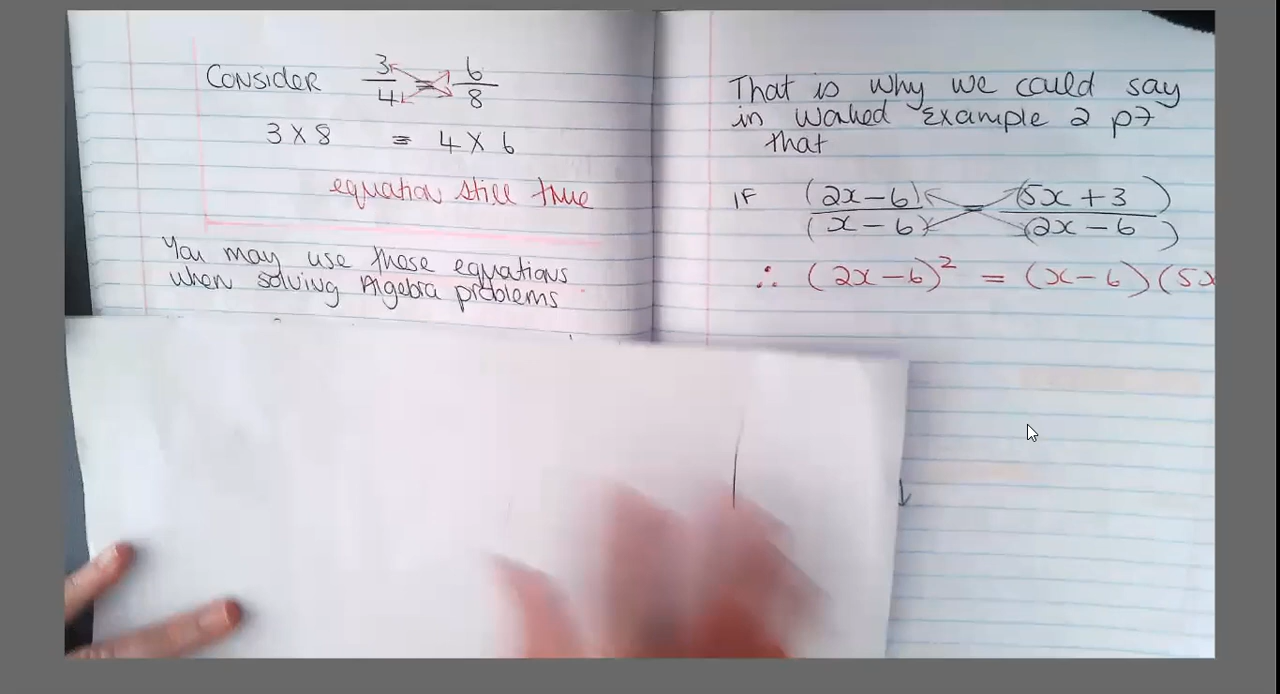 CONSIDER 3/4 = 6/8
3 X 8 = 4 X 6
equation still true
You may use these equations
when solving Algebra problems
That is why we could say
in worked Example 2 p7
that
IF (2x-6)/(x-6) = (5x+3)/(2x-6)
∴ (2x-6)² = (x-6)(5x